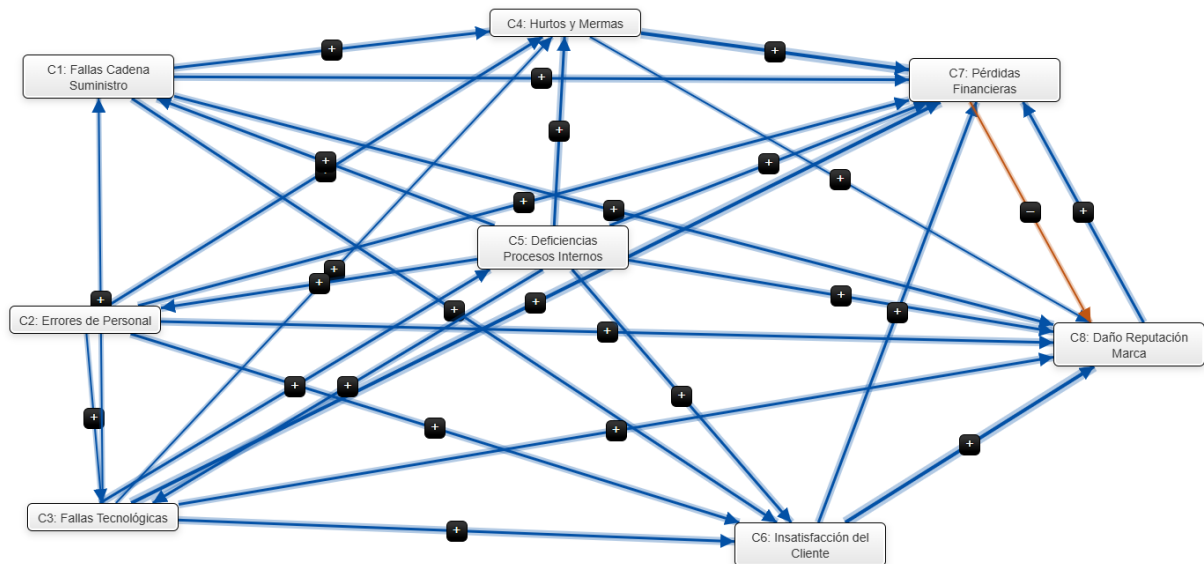 C4: Hurtos y Mermas
+
+
C1: Fallas Cadena
Suministro
+
C7: Pérdidas
Financieras
+
+
+
+
+
+
–
+
C5: Deficiencias
Procesos Internos
+
+
+
+
+
C2: Errores de Personal
+
+
C8: Daño Reputación
Marca
+
+
+
+
+
+
+
C3: Fallas Tecnológicas
+
C6: Insatisfacción del
Cliente